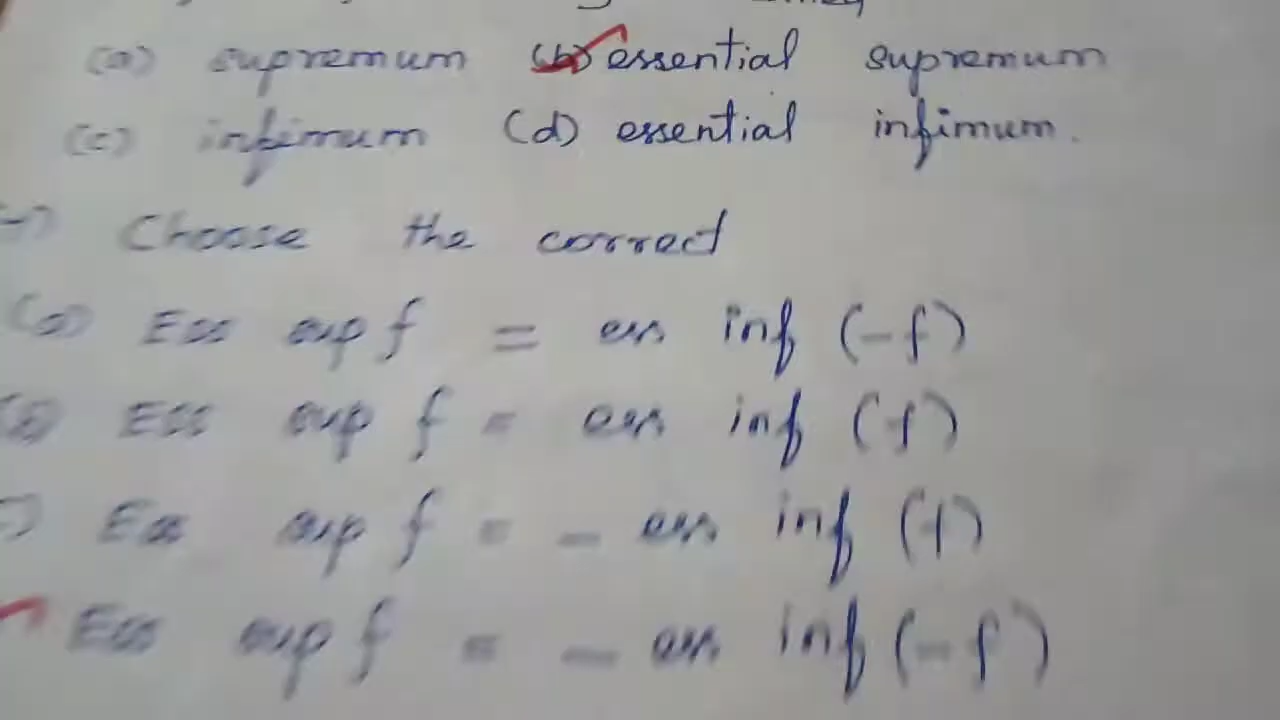 (a) supremum (b) essential supremum
(c) infimum (d) essential infimum.
Choose the correct
(a) Ess sup f = ess inf (-f)
(b) Ess sup f = ess inf (f)
Ess sup f = - ess inf (f)
Ess sup f = - ess inf (-f)